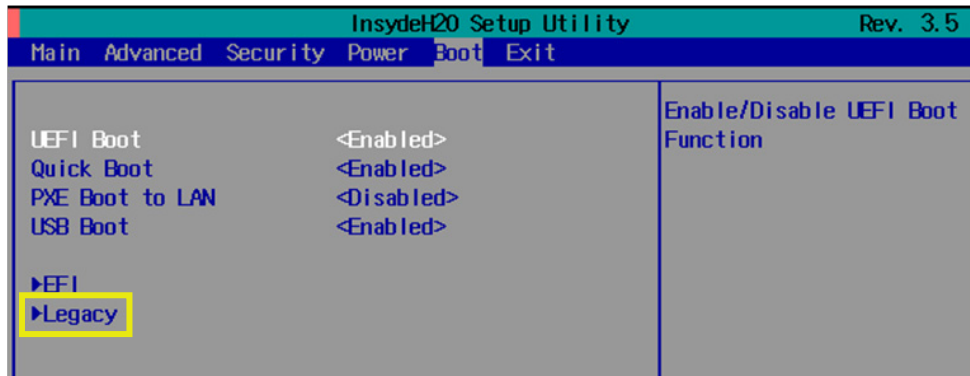 InsydeH2O Setup Utility Rev. 3.5
Main Advanced Security Power Boot Exit
UEFI Boot <Enabled>
Quick Boot <Enabled>
PXE Boot to LAN <Disabled>
USB Boot <Enabled>
▶EFI
▶Legacy
Enable/Disable UEFI Boot
Function